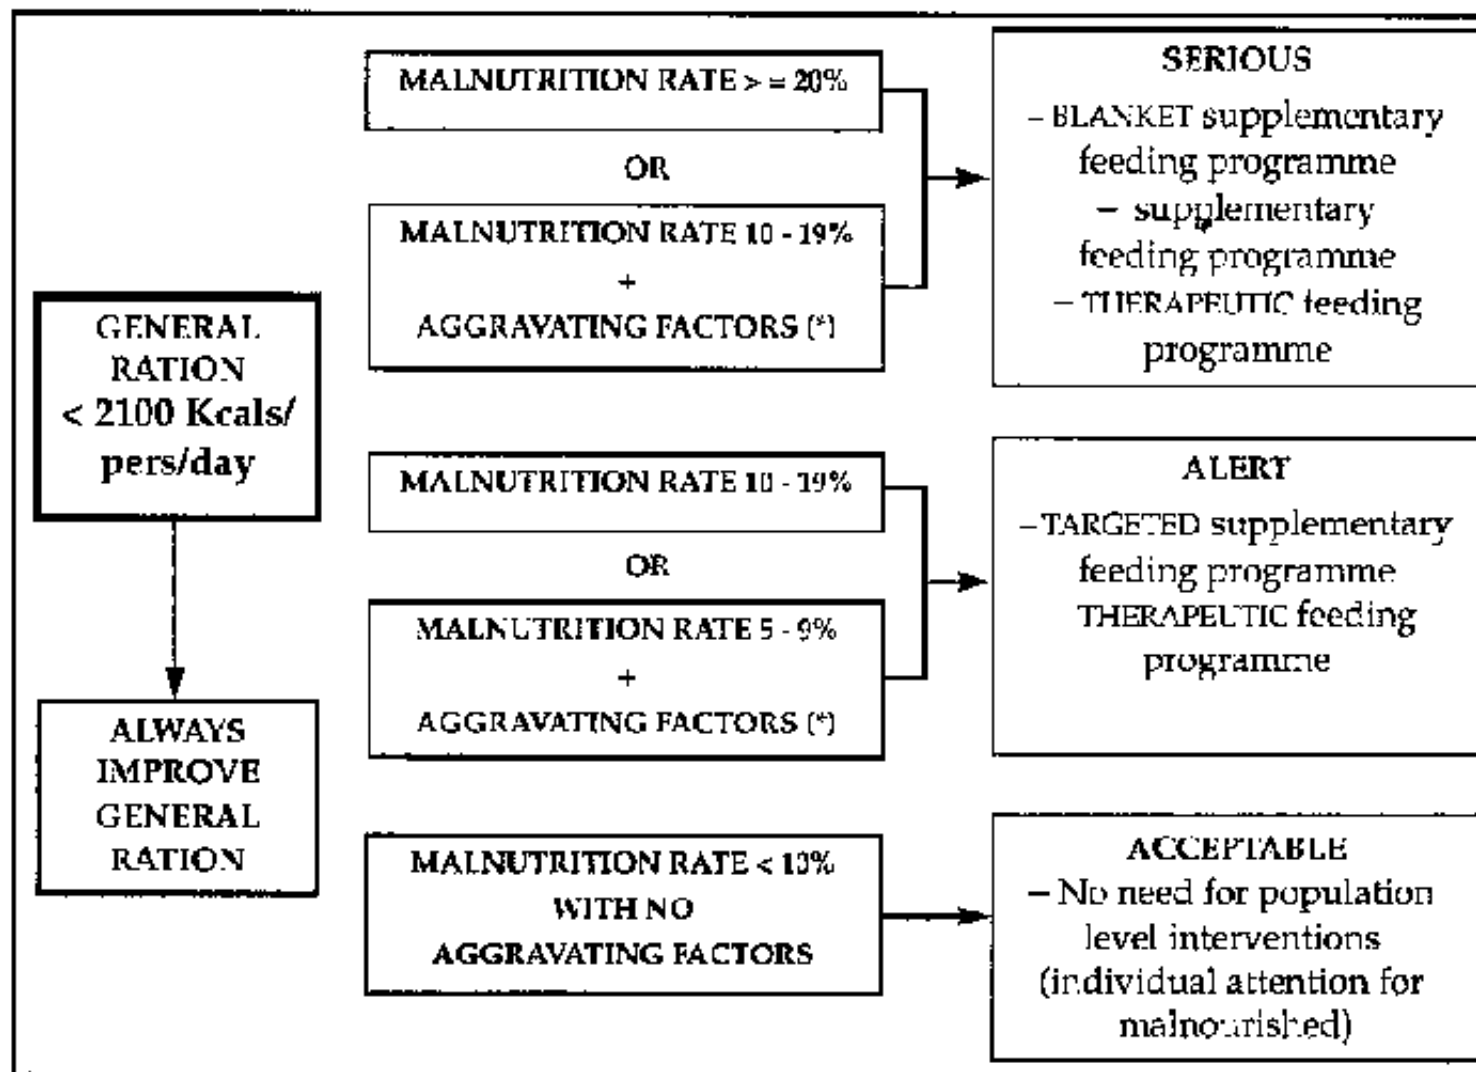 GENERAL
RATION
< 2100 Kcals/
pers/day
ALWAYS
IMPROVE
GENERAL
RATION
MALNUTRITION RATE > = 20%
OR
MALNUTRITION RATE 10 - 19%
+
AGGRAVATING FACTORS (*)
SERIOUS
– BLANKET supplementary
feeding programme
– supplementary
feeding programme
– THERAPEUTIC feeding
programme
MALNUTRITION RATE 10 - 19%
OR
MALNUTRITION RATE 5 - 9%
+
AGGRAVATING FACTORS (*)
ALERT
– TARGETED supplementary
feeding programme
THERAPEUTIC feeding
programme
MALNUTRITION RATE < 10%
WITH NO
AGGRAVATING FACTORS
ACCEPTABLE
– No need for population
level interventions
(individual attention for
malnourished)